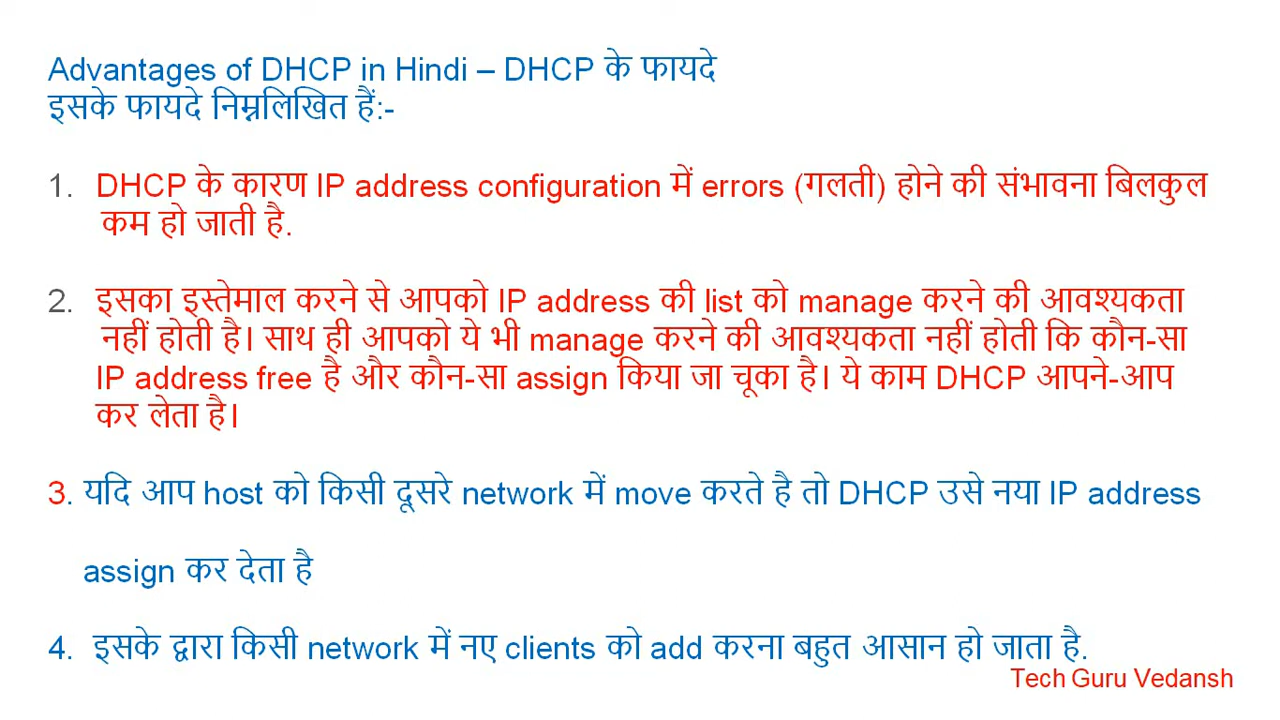 Advantages of DHCP in Hindi – DHCP के फायदे
इसके फायदे निम्नलिखित हैं:-
1. DHCP के कारण IP address configuration में errors (गलती) होने की संभावना बिलकुल
कम हो जाती है.
2. इसका इस्तेमाल करने से आपको IP address की list को manage करने की आवश्यकता
नहीं होती है। साथ ही आपको ये भी manage करने की आवश्यकता नहीं होती कि कौन-सा
IP address free है और कौन-सा assign किया जा चूका है। ये काम DHCP आपने-आप
कर लेता है।
3. यदि आप host को किसी दूसरे network में move करते है तो DHCP उसे नया IP address
assign कर देता है
4. इसके द्वारा किसी network में नए clients को add करना बहुत आसान हो जाता है.
Tech Guru Vedansh